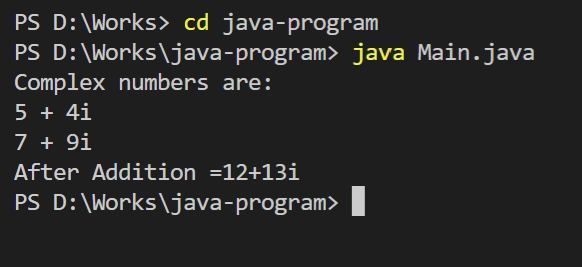 PS D:\Works> cd java-program
PS D:\Works\java-program> java Main.java
Complex numbers are:
5 + 4i
7 + 9i
After Addition =12+13i
PS D:\Works\java-program>